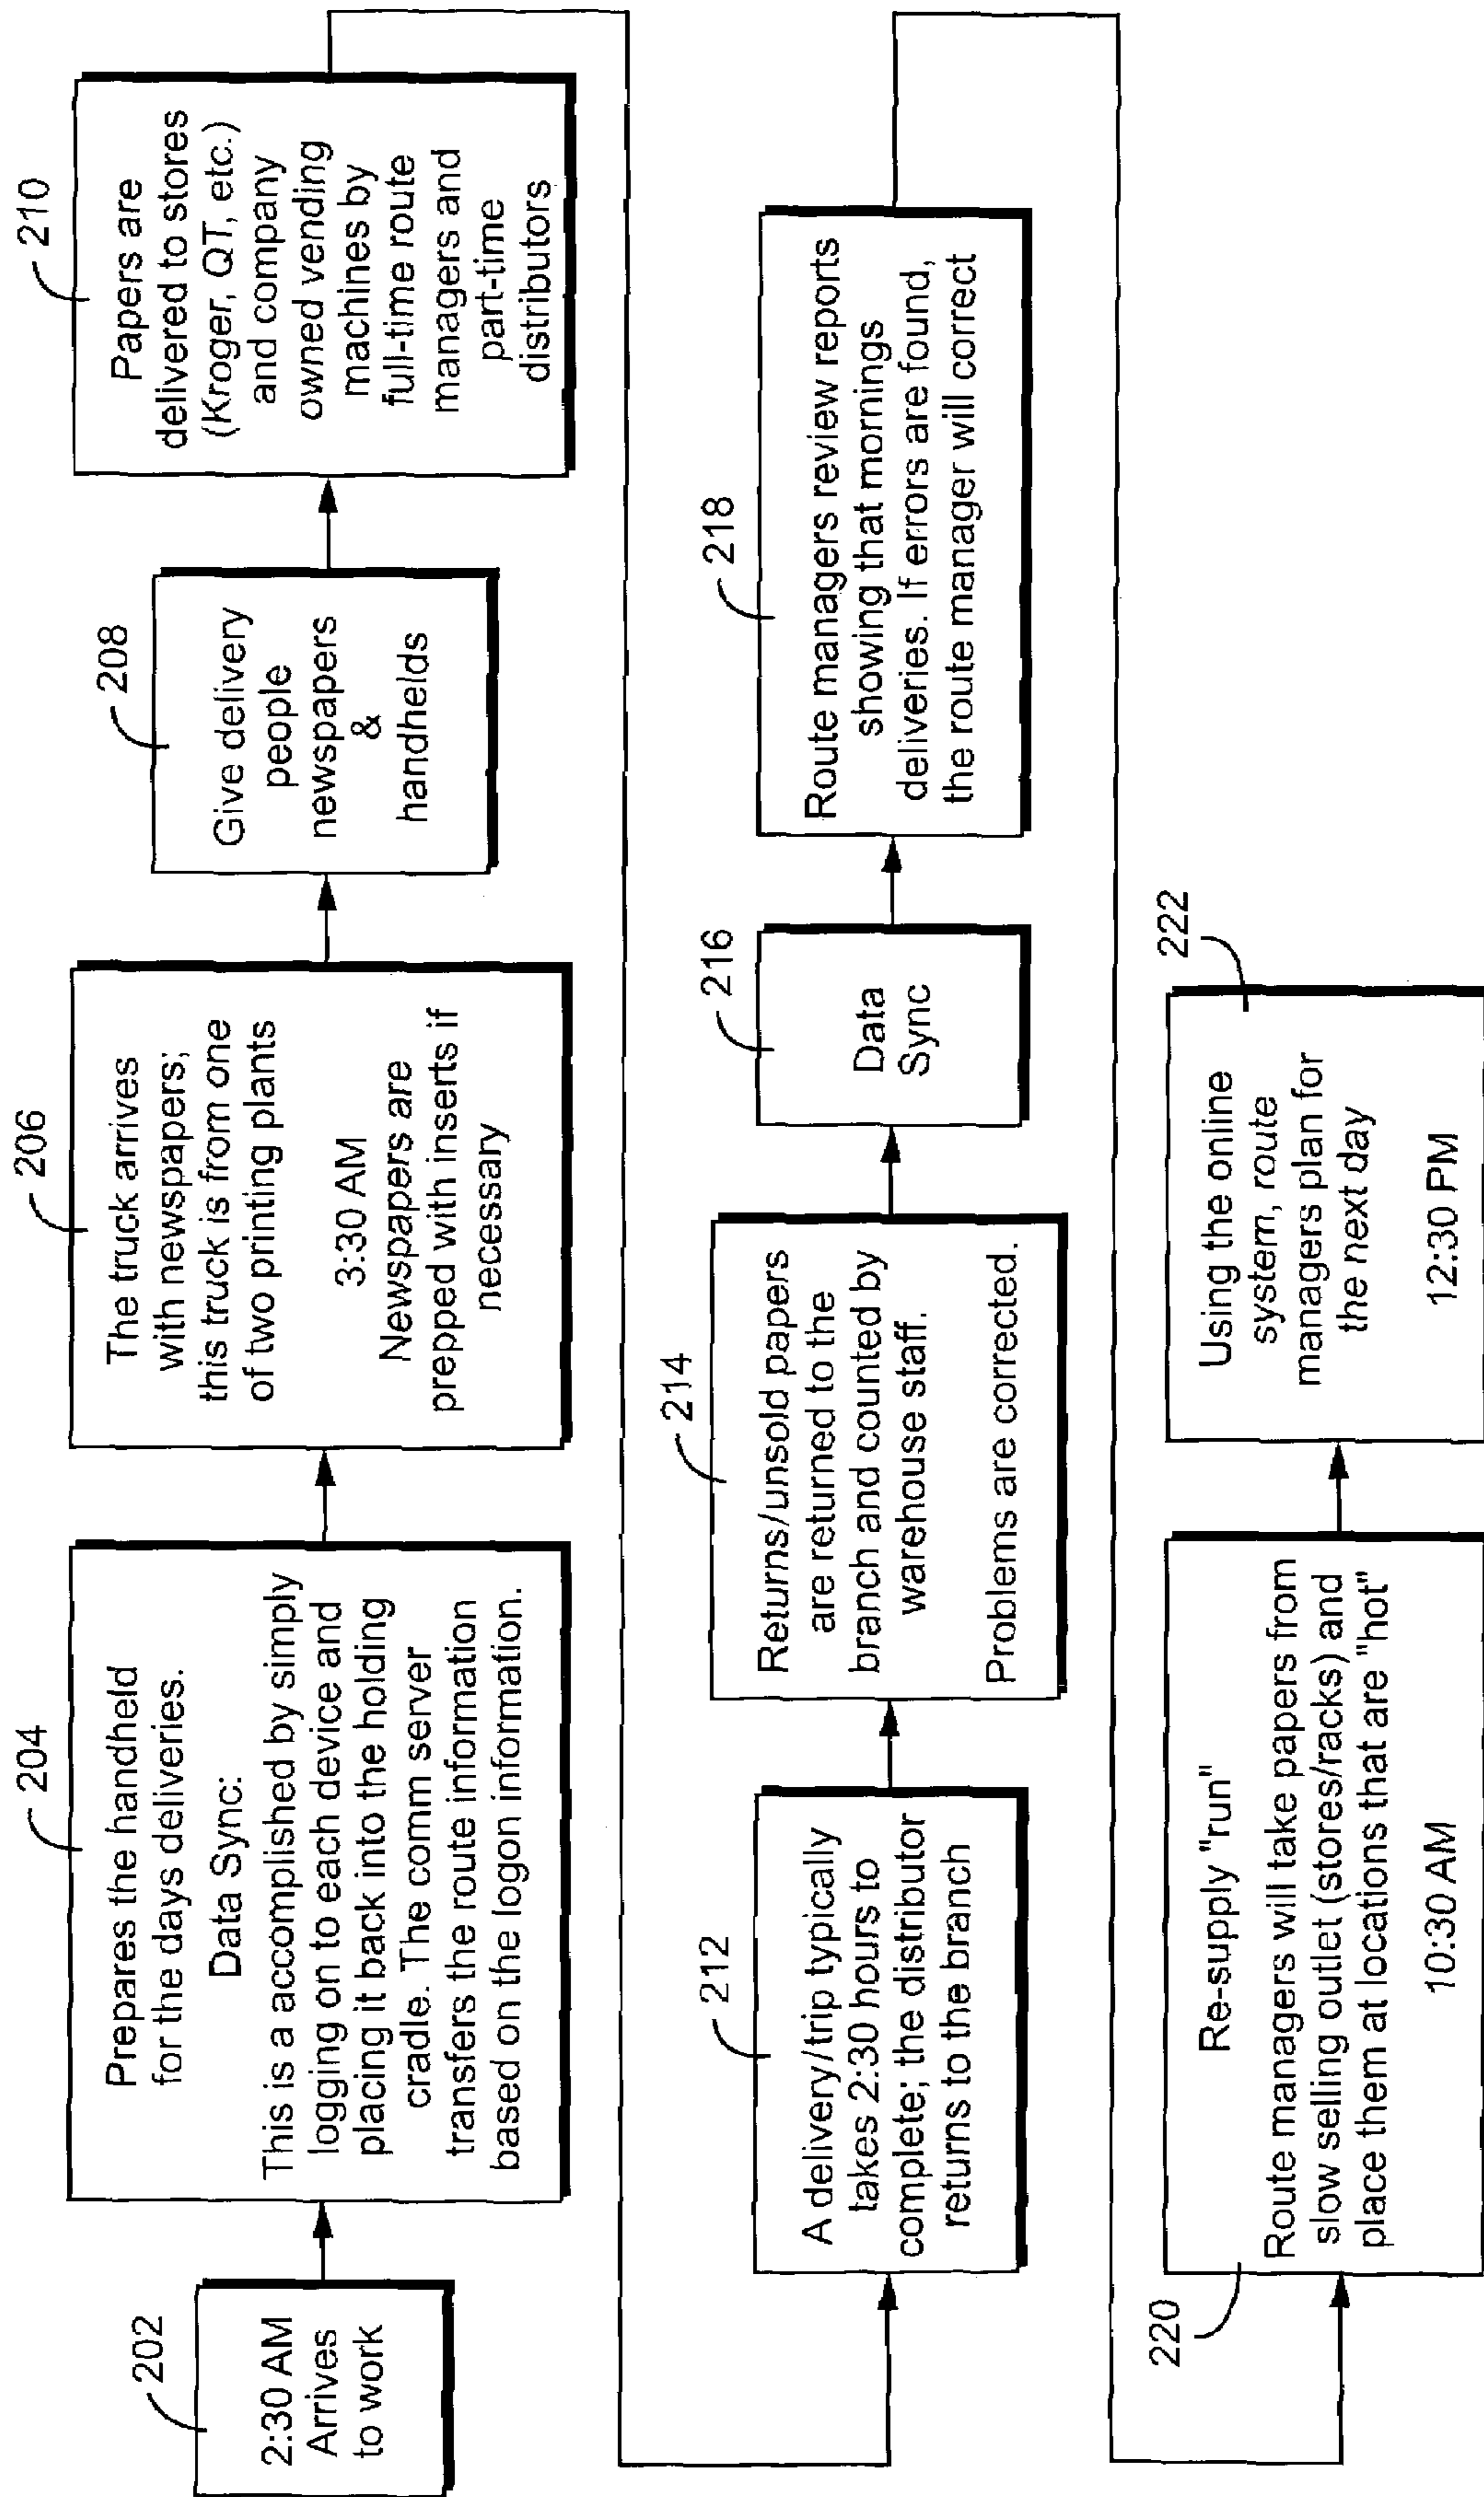 202
2:30 AM
Arrives
to work
204
Prepares the handheld
for the days deliveries.
Data Sync:
This is a accomplished by simply
logging on to each device and
placing it back into the holding
cradle. The comm server
transfers the route information
based on the logon information.
206
The truck arrives
with newspapers;
this truck is from one
of two printing plants
3:30 AM
Newspapers are
prepped with inserts if
necessary
208
Give delivery
people
newspapers
&
handhelds
210
Papers are
delivered to stores
(Kroger, QT, etc.)
and company
owned vending
machines by
full-time route
managers and
part-time
distributors
212
A delivery/trip typically
takes 2:30 hours to
complete; the distributor
returns to the branch
214
Returns/unsold papers
are returned to the
branch and counted by
warehouse staff.
Problems are corrected.
216
Data
Sync
218
Route managers review reports
showing that mornings
deliveries. If errors are found,
the route manager will correct
220
Re-supply "run"
Route managers will take papers from
slow selling outlet (stores/racks) and
place them at locations that are "hot"
10:30 AM
222
Using the online
system, route
managers plan for
the next day
12:30 PM